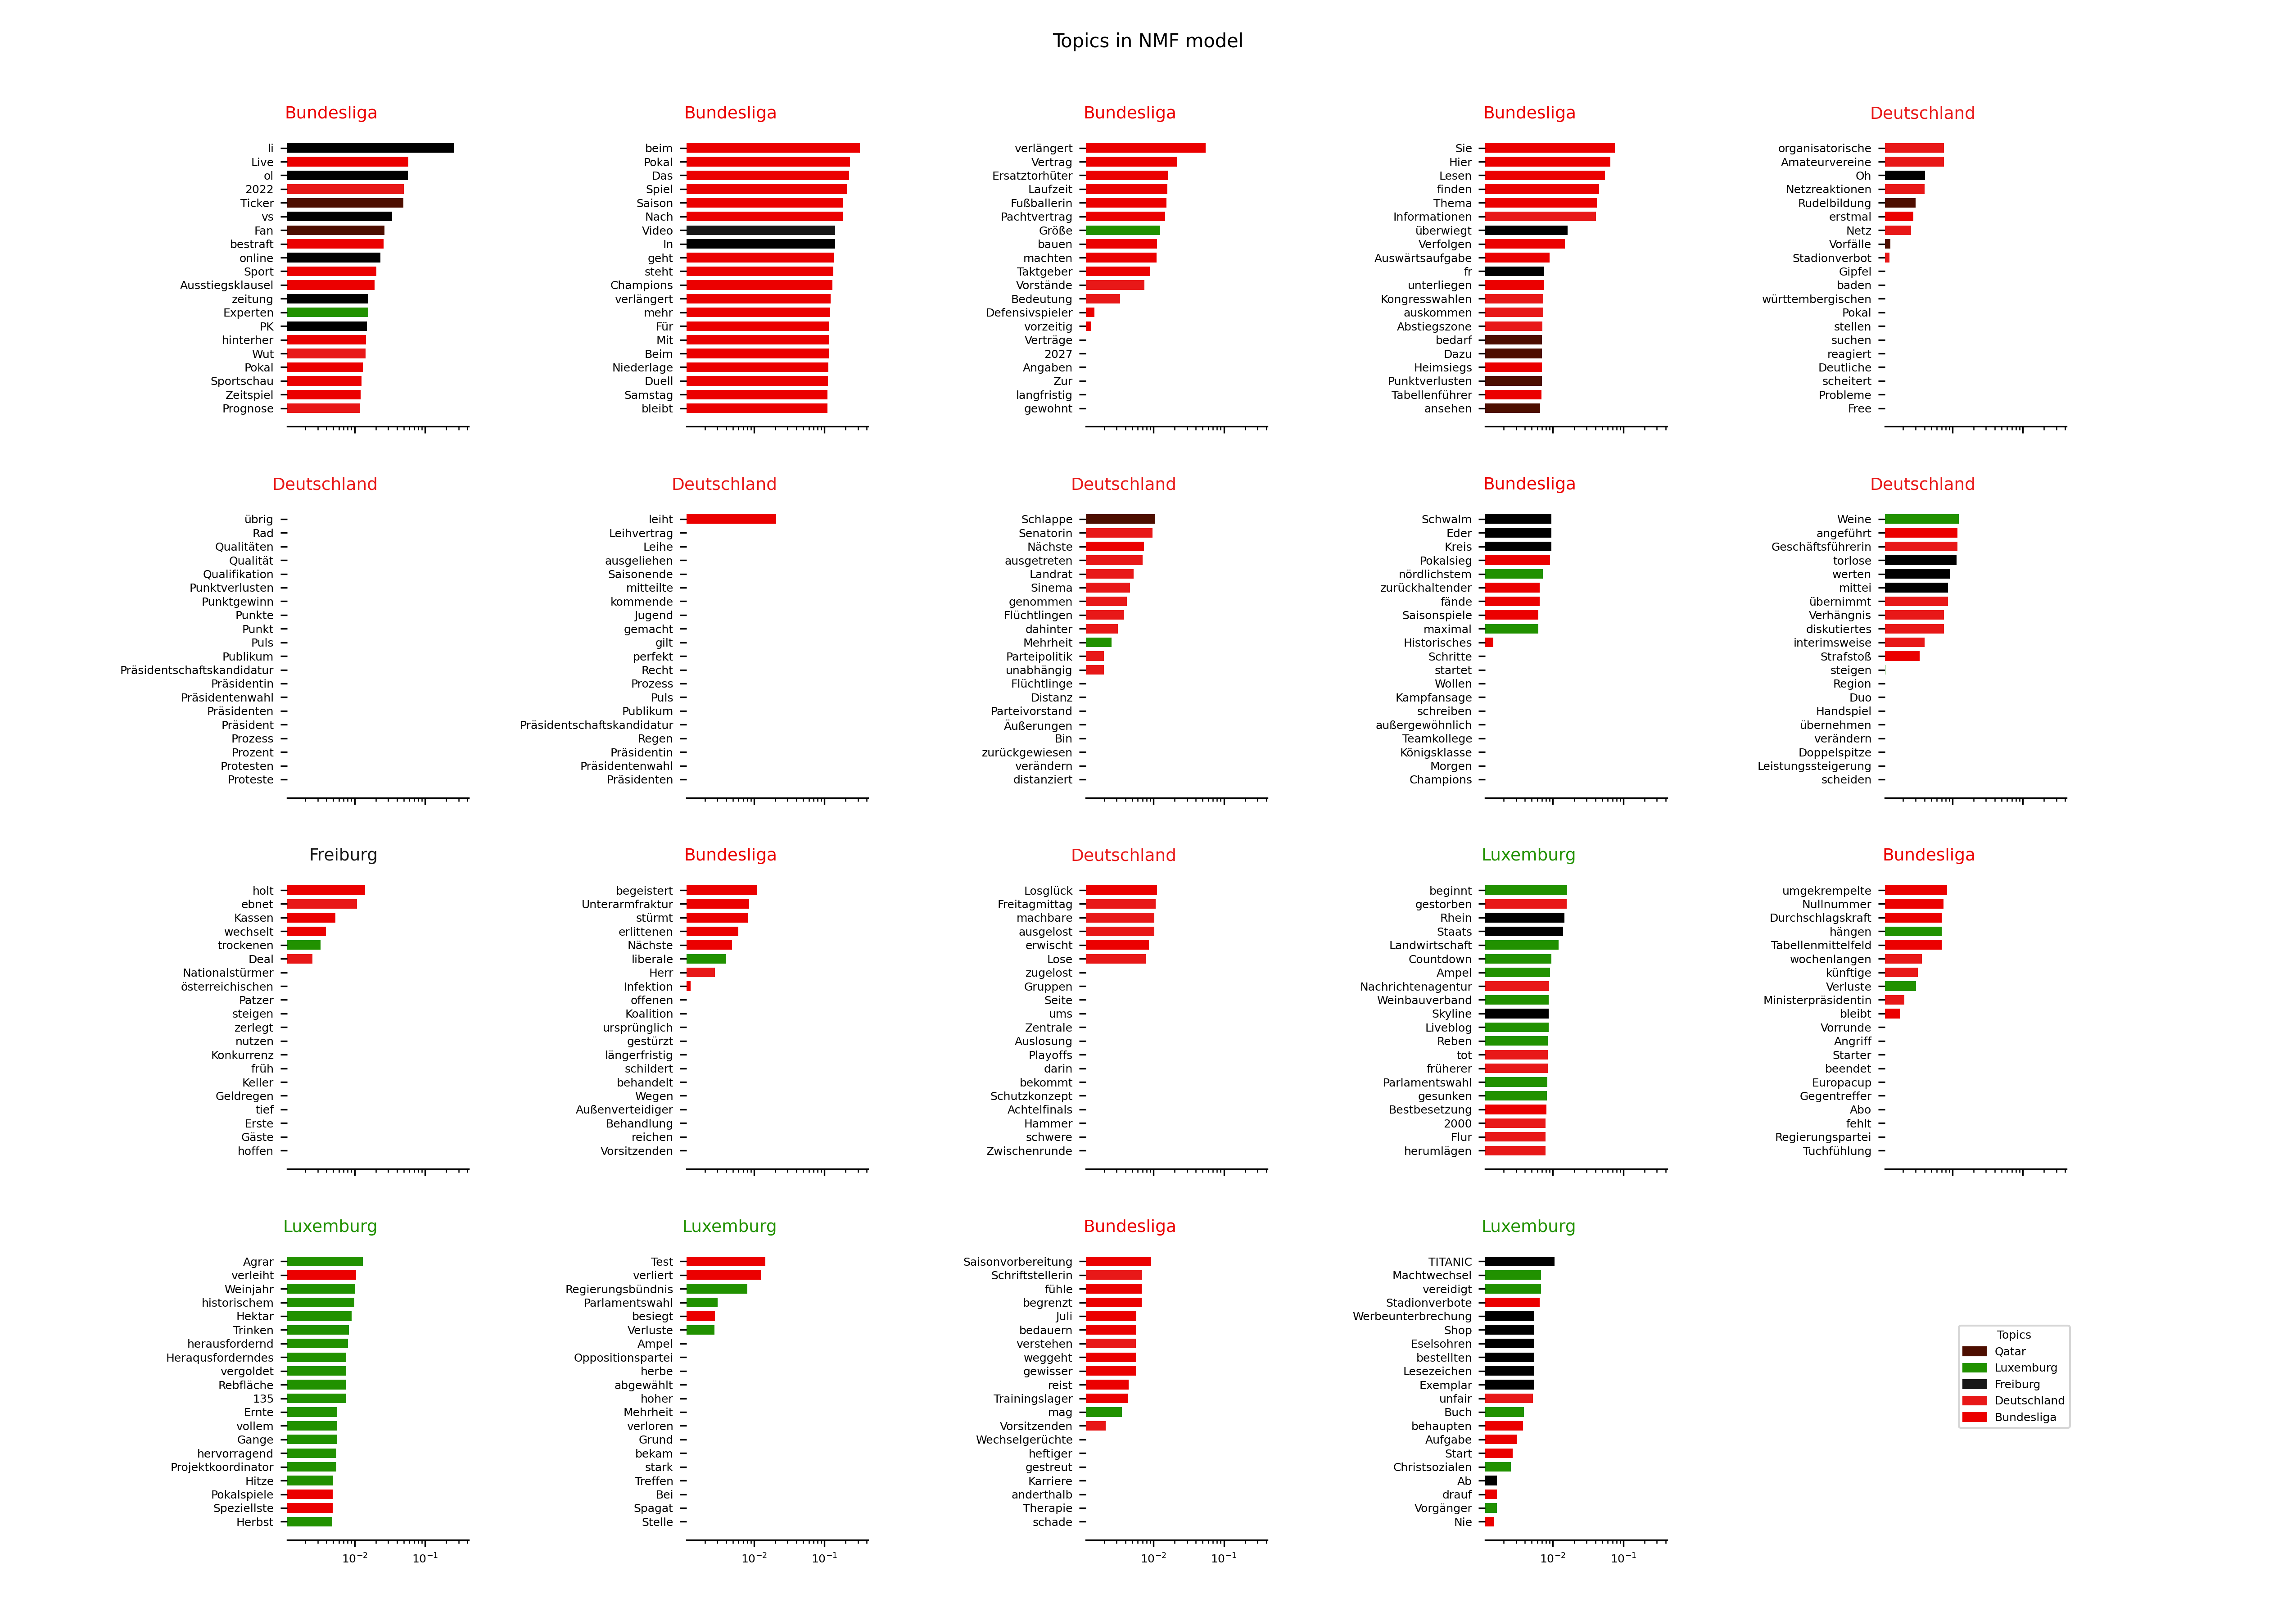 Topics in NMF model
Bundesliga
li
Live
ol
2022
Ticker
vs
Fan
bestraft
online
Sport
Ausstiegsklausel
zeitung
Experten
PK
hinterher
Wut
Pokal
Sportschau
Zeitspiel
Prognose
Bundesliga
beim
Pokal
Das
Spiel
Saison
Nach
Video
In
geht
steht
Champions
verlängert
mehr
Für
Mit
Beim
Niederlage
Duell
Samstag
bleibt
Bundesliga
verlängert
Vertrag
Ersatztorhüter
Laufzeit
Fußballerin
Pachtvertrag
Größe
bauen
machten
Taktgeber
Vorstände
Bedeutung
Defensivspieler
vorzeitig
Verträge
2027
Angaben
Zur
langfristig
gewohnt
Bundesliga
Sie
Hier
Lesen
finden
Thema
Informationen
überwiegt
Verfolgen
Auswärtsaufgabe
fr
unterliegen
Kongresswahlen
auskommen
Abstiegszone
bedarf
Dazu
Heimsiegs
Punktverlusten
Tabellenführer
ansehen
Deutschland
organisatorische
Amateurvereine
Oh
Netzreaktionen
Rudelbildung
erstmal
Netz
Vorfälle
Stadionverbot
Gipfel
baden
württembergischen
Pokal
stellen
suchen
reagiert
Deutliche
scheitert
Probleme
Free
Deutschland
übrig
Rad
Qualitäten
Qualität
Qualifikation
Punktverlusten
Punktgewinn
Punkte
Punkt
Puls
Publikum
Präsidentschaftskandidatur
Präsidentin
Präsidentenwahl
Präsidenten
Präsident
Prozess
Prozent
Protesten
Proteste
Deutschland
leiht
Leihvertrag
Leihe
ausgeliehen
Saisonende
mitteilte
kommende
Jugend
gemacht
gilt
perfekt
Recht
Prozess
Puls
Publikum
Präsidentschaftskandidatur
Regen
Präsidentin
Präsidentenwahl
Präsidenten
Deutschland
Schlappe
Senatorin
Nächste
ausgetreten
Landrat
Sinema
genommen
Flüchtlingen
dahinter
Mehrheit
Parteipolitik
unabhängig
Flüchtlinge
Distanz
Parteivorstand
Äußerungen
Bin
zurückgewiesen
verändern
distanziert
Bundesliga
Schwalm
Eder
Kreis
Pokalsieg
nördlichstem
zurückhaltender
fände
Saisonspiele
maximal
Historisches
Schritte
startet
Wollen
Kampfansage
schreiben
außergewöhnlich
Teamkollege
Königsklasse
Morgen
Champions
Deutschland
Weine
angeführt
Geschäftsführerin
torlose
werten
mittei
übernimmt
Verhängnis
diskutiertes
interimsweise
Strafstoß
steigen
Region
Duo
Handspiel
übernehmen
verändern
Doppelspitze
Leistungssteigerung
scheiden
Freiburg
holt
ebnet
Kassen
wechselt
trockenen
Deal
Nationalstürmer
österreichischen
Patzer
steigen
zerlegt
nutzen
Konkurrenz
früh
Keller
Geldregen
tief
Erste
Gäste
hoffen
Bundesliga
begeistert
Unterarmfraktur
stürmt
erlittenen
Nächste
liberale
Herr
Infektion
offenen
Koalition
ursprünglich
gestürzt
längerfristig
schildert
behandelt
Wegen
Außenverteidiger
Behandlung
reichen
Vorsitzenden
Deutschland
Losglück
Freitagmittag
machbare
ausgelost
erwischt
Lose
zugelost
Gruppen
Seite
ums
Zentrale
Auslosung
Playoffs
darin
bekommt
Schutzkonzept
Achtelfinals
Hammer
schwere
Zwischenrunde
Luxemburg
beginnt
gestorben
Rhein
Staats
Landwirtschaft
Countdown
Ampel
Nachrichtenagentur
Weinbauverband
Skyline
Liveblog
Reben
tot
früherer
Parlamentswahl
gesunken
Bestbesetzung
2000
Flur
herumlägen
Bundesliga
umgekrempelte
Nullnummer
Durchschlagskraft
hängen
Tabellenmittelfeld
wochenlangen
künftige
Verluste
Ministerpräsidentin
bleibt
Vorrunde
Angriff
Starter
beendet
Europacup
Gegentreffer
Abo
fehlt
Regierungspartei
Tuchfühlung
Luxemburg
Agrar
verleiht
Weinjahr
historischem
Hektar
Trinken
herausfordernd
Heraqusforderndes
vergoldet
Rebfläche
135
Ernte
vollem
Gange
hervorragend
Projektkoordinator
Hitze
Pokalspiele
Speziellste
Herbst
10⁻² 10⁻¹
Luxemburg
Test
verliert
Regierungsbündnis
Parlamentswahl
besiegt
Verluste
Ampel
Oppositionspartei
herbe
abgewählt
hoher
Mehrheit
verloren
Grund
bekam
stark
Treffen
Bei
Spagat
Stelle
10⁻² 10⁻¹
Bundesliga
Saisonvorbereitung
Schriftstellerin
fühle
begrenzt
Juli
bedauern
verstehen
weggeht
gewisser
reist
Trainingslager
mag
Vorsitzenden
Wechselgerüchte
heftiger
gestreut
Karriere
anderthalb
Therapie
schade
10⁻² 10⁻¹
Luxemburg
TITANIC
Machtwechsel
vereidigt
Stadionverbote
Werbeunterbrechung
Shop
Eselsohren
bestellten
Lesezeichen
Exemplar
unfair
Buch
behaupten
Aufgabe
Start
Christsozialen
Ab
drauf
Vorgänger
Nie
10⁻² 10⁻¹
Topics
Qatar
Luxemburg
Freiburg
Deutschland
Bundesliga